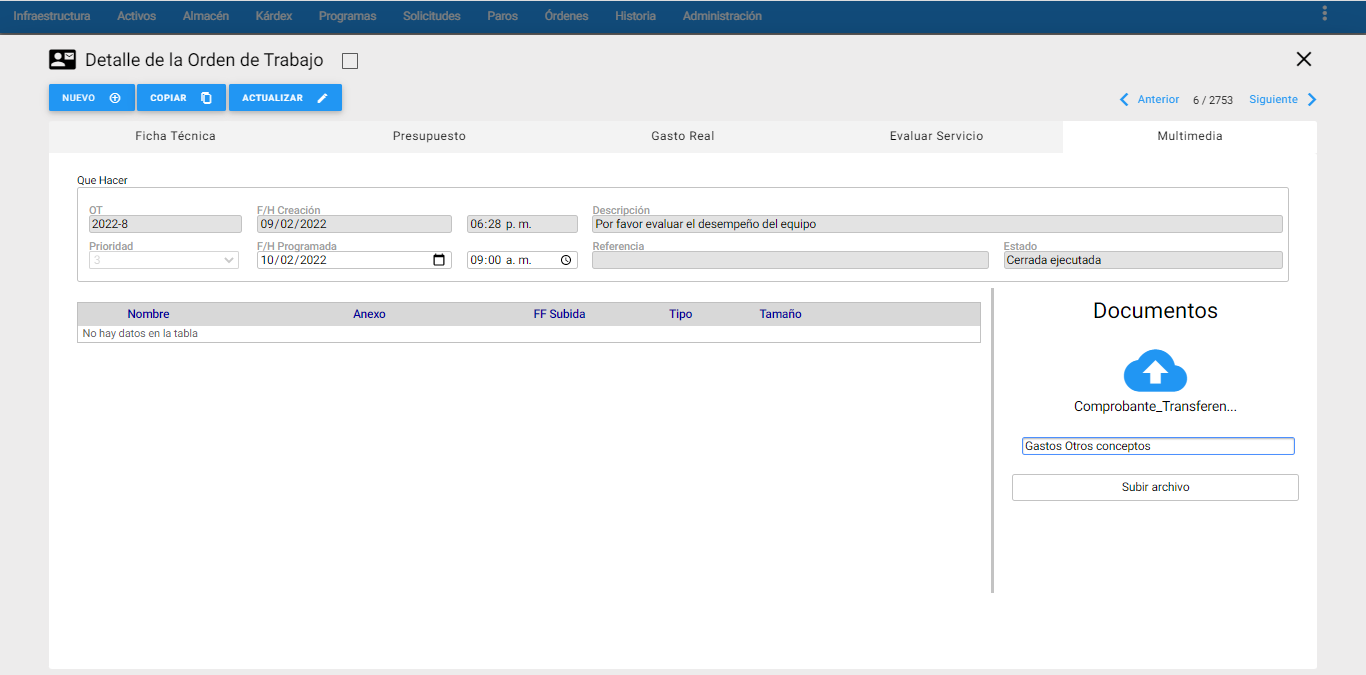 Infraestructura Activos Almacén Kárdex Programas Solicitudes Paros Órdenes Historia Administración
Detalle de la Orden de Trabajo
NUEVO COPIAR ACTUALIZAR
Anterior 6 / 2753 Siguiente
Ficha Técnica Presupuesto Gasto Real Evaluar Servicio Multimedia
Que Hacer
OT F/H Creación Descripción
2022-8 09/02/2022 06:28 p. m. Por favor evaluar el desempeño del equipo
Prioridad F/H Programada Referencia Estado
3 10/02/2022 09:00 a. m. Cerrada ejecutada
Nombre Anexo FF Subida Tipo Tamaño
No hay datos en la tabla
Documentos
Comprobante_Transferen...
Gastos Otros conceptos
Subir archivo